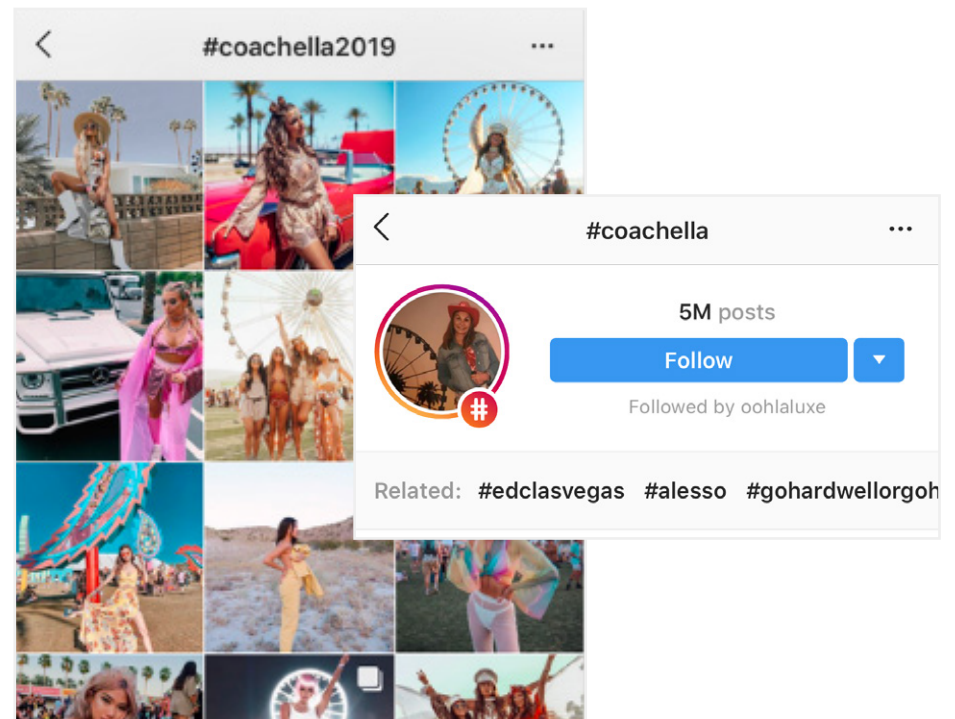 #coachella2019
#coachella
5M posts
Follow
Followed by oohlaluxe
Related: #edclasvegas #alesso #gohardwellorgoh